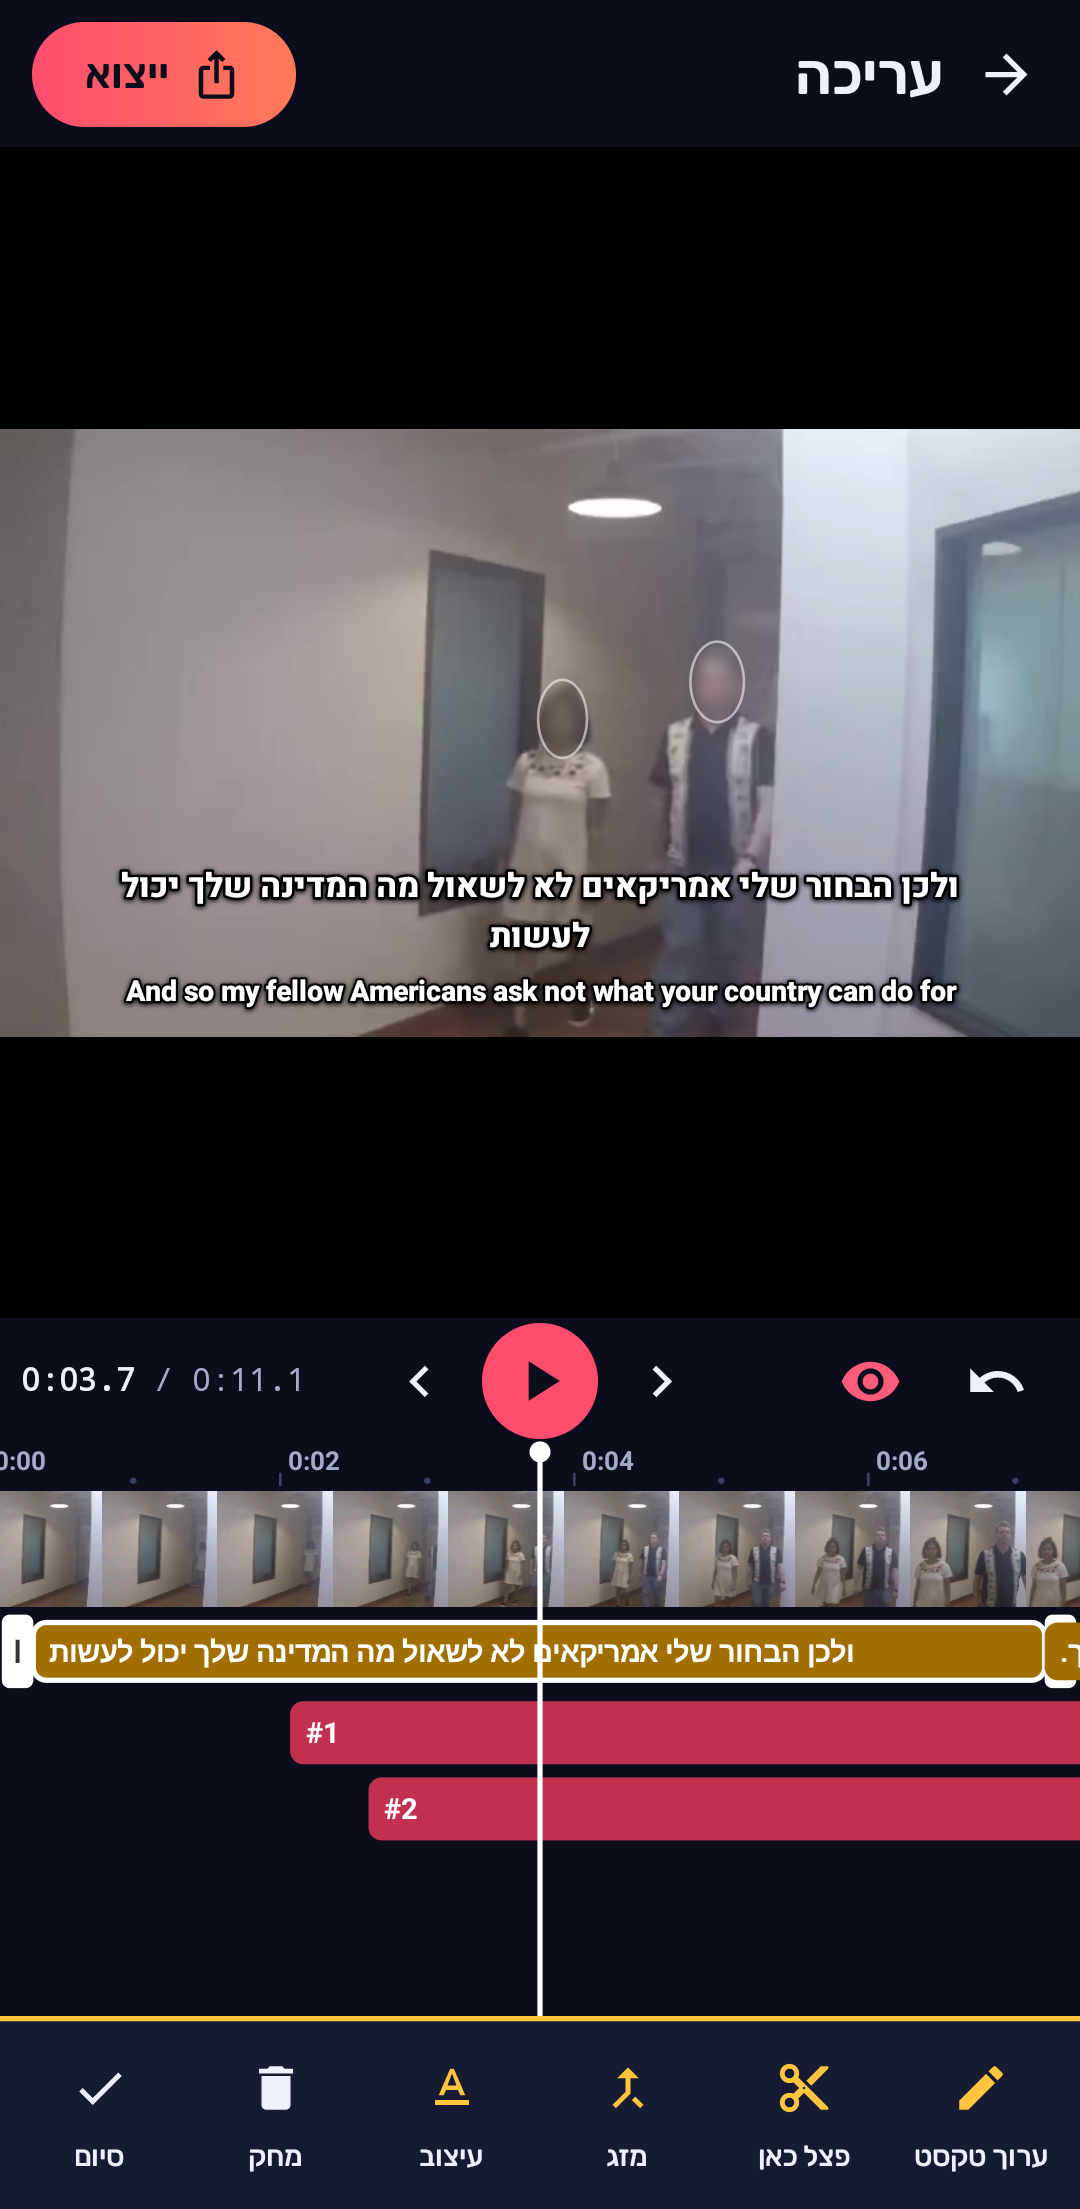 עריכה
ייצוא
ולכן הבחור שלי אמריקאים לא לשאול מה המדינה שלך יכול
לעשות
And so my fellow Americans ask not what your country can do for
0:03.7 / 0:11.1
0:00 0:02 0:04 0:06
ולכן הבחור שלי אמריקאים לא לשאול מה המדינה שלך יכול לעשות
#1
#2
ערוך טקסט
פצל כאן
מזג
עיצוב
מחק
סיום